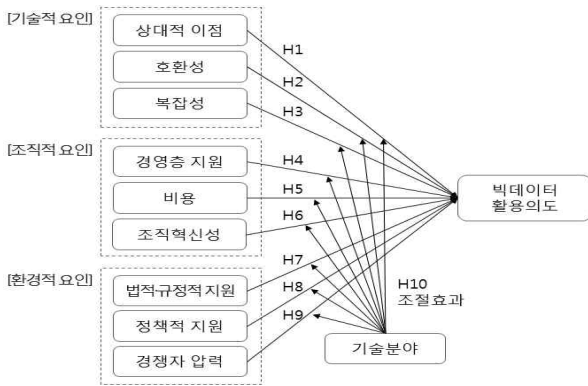 [기술적 요인]
상대적 이점
호환성
복잡성
H1
H2
H3
[조직적 요인]
경영층 지원
비용
조직혁신성
H4
H5
H6
빅데이터
활용의도
[환경적 요인]
법적·규정적 지원
정책적 지원
경쟁자 압력
H7
H8
H9
H10
조절효과
기술분야